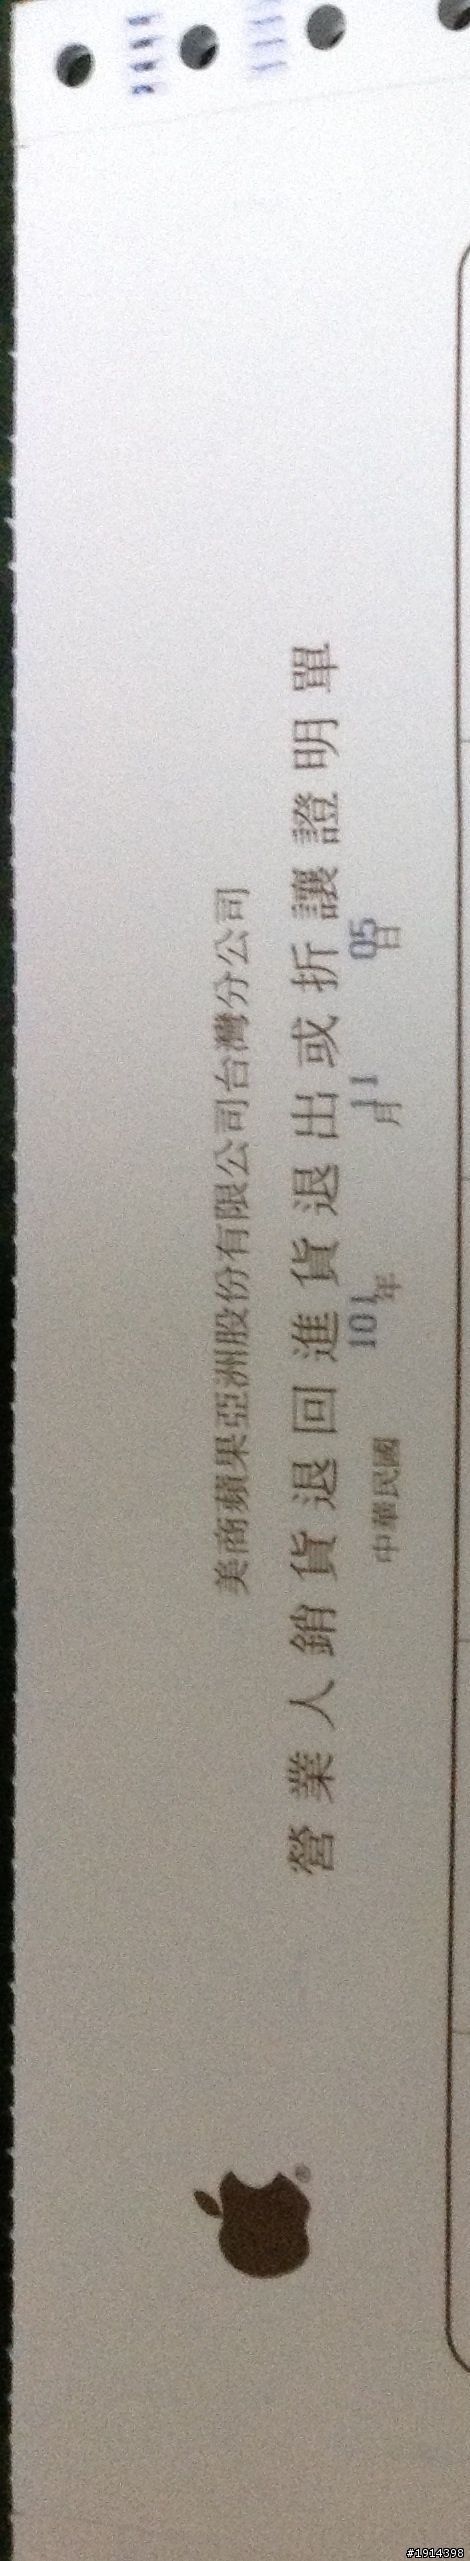 美商蘋果亞洲股份有限公司台灣分公司
營業人銷貨退回進貨退出或折讓證明單
中華民國 101年 11月 05日
#1914398